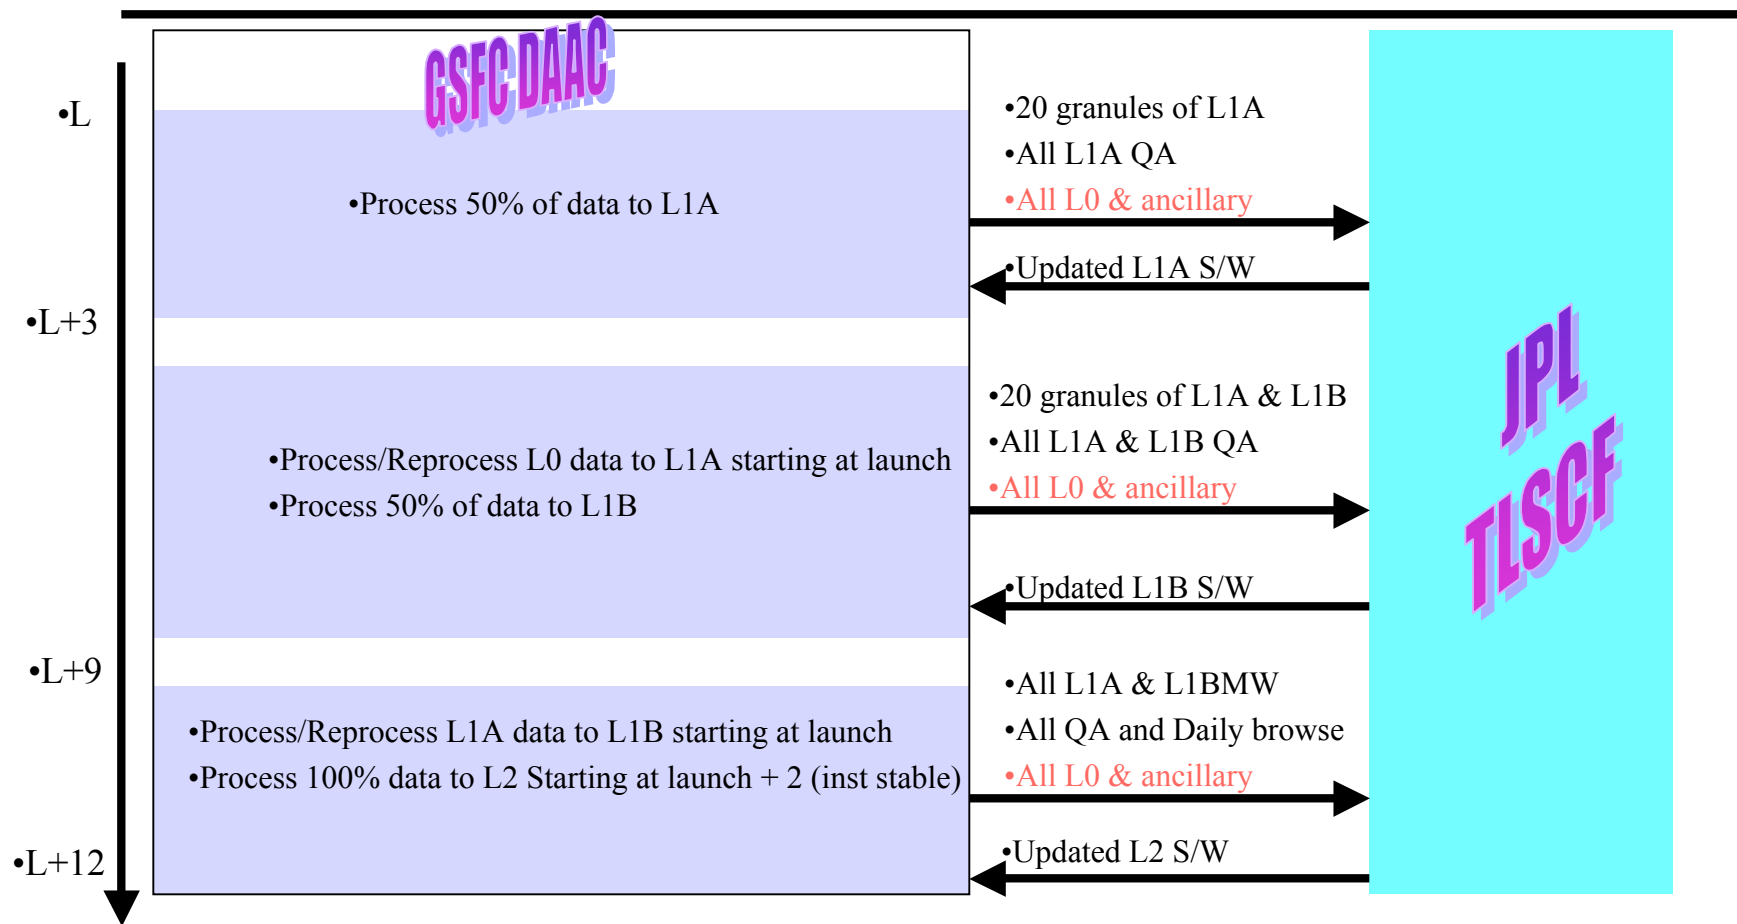 GSFC DAAC
•L
•Process 50% of data to L1A
•20 granules of L1A
•All L1A QA
•All L0 & ancillary
•Updated L1A S/W
•L+3
•Process/Reprocess L0 data to L1A starting at launch
•Process 50% of data to L1B
•20 granules of L1A & L1B
•All L1A & L1B QA
•All L0 & ancillary
•Updated L1B S/W
JPL
TLSCF
•L+9
•Process/Reprocess L1A data to L1B starting at launch
•Process 100% data to L2 Starting at launch + 2 (inst stable)
•All L1A & L1BMW
•All QA and Daily browse
•All L0 & ancillary
•Updated L2 S/W
•L+12